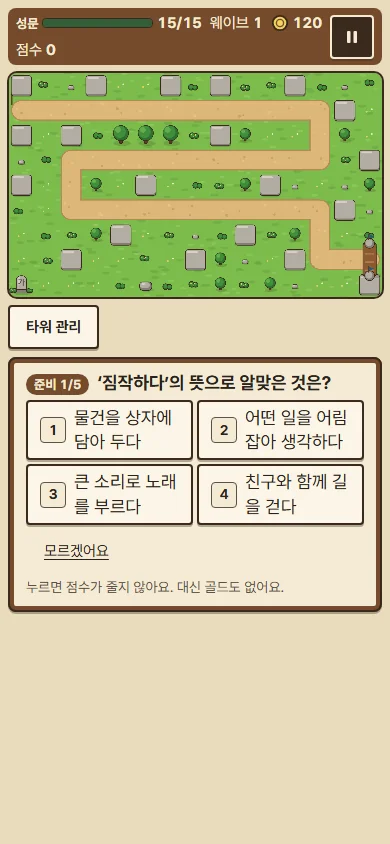 성문 15/15 웨이브 1 120
점수 0
가
타워 관리
준비 1/5 ‘짐작하다’의 뜻으로 알맞은 것은?
1 물건을 상자에
담아 두다
2 어떤 일을 어림
잡아 생각하다
3 큰 소리로 노래
를 부르다
4 친구와 함께 길
을 걷다
모르겠어요
누르면 점수가 줄지 않아요. 대신 골드도 없어요.